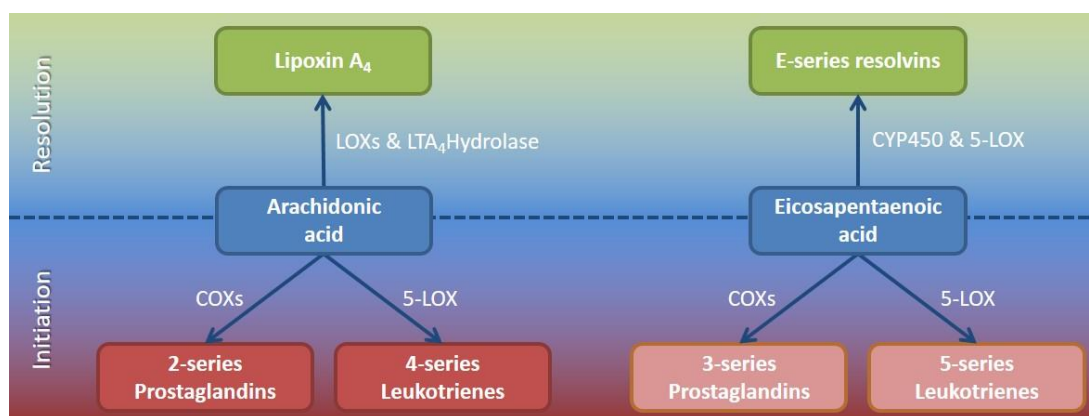 Resolution
Lipoxin A₄
E-series resolvins
LOXs & LTA₄Hydrolase
CYP450 & 5-LOX
Arachidonic
acid
Eicosapentaenoic
acid
Initiation
COXs
5-LOX
COXs
5-LOX
2-series
Prostaglandins
4-series
Leukotrienes
3-series
Prostaglandins
5-series
Leukotrienes